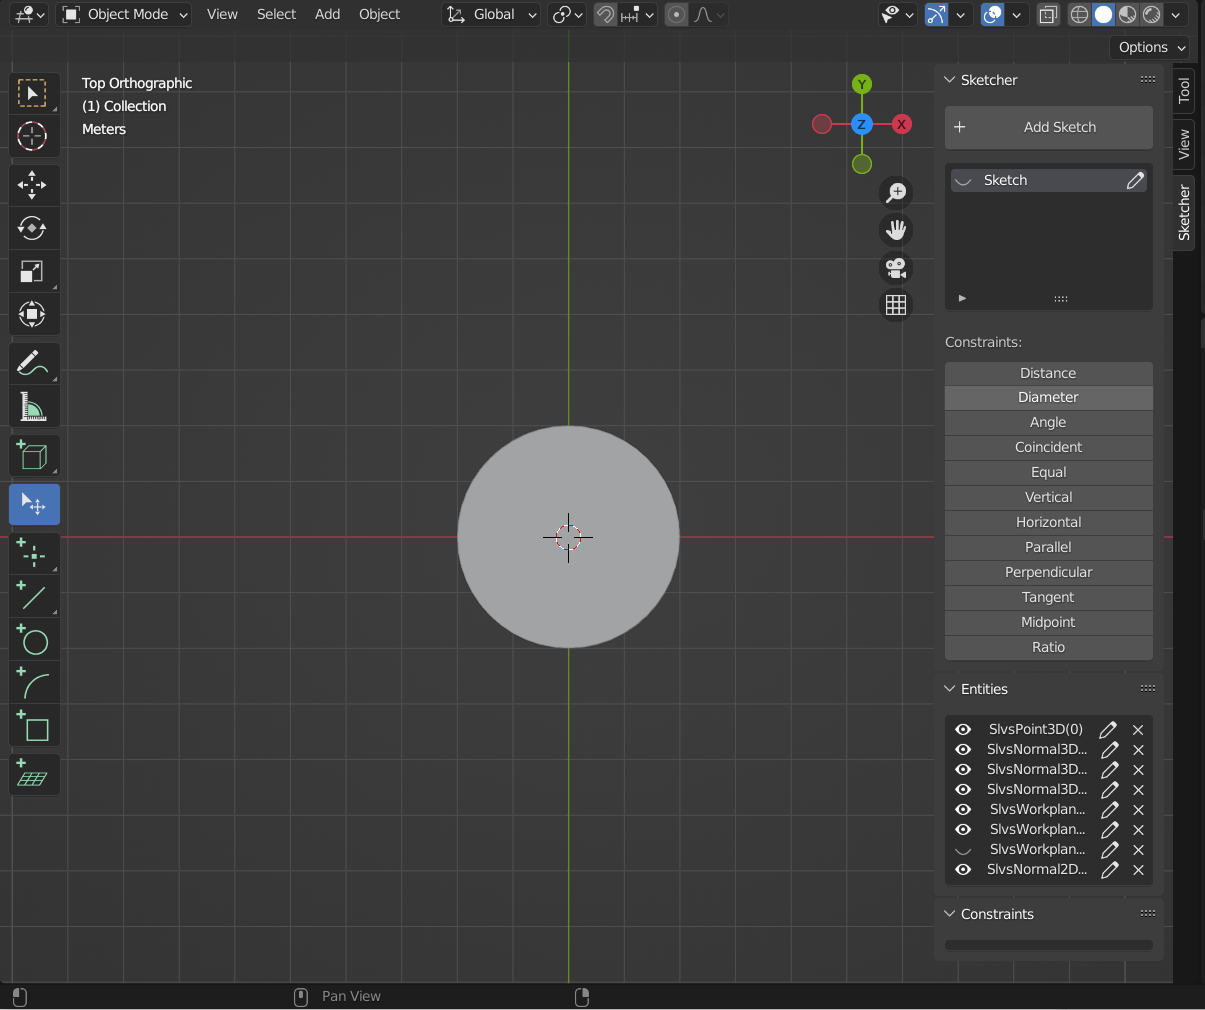 Object Mode View Select Add Object Global
Options
Top Orthographic
(1) Collection
Meters
Y
Z
X
Sketcher
Add Sketch
Sketch
Constraints:
Distance
Diameter
Angle
Coincident
Equal
Vertical
Horizontal
Parallel
Perpendicular
Tangent
Midpoint
Ratio
Entities
SlvsPoint3D(0)
SlvsNormal3D...
SlvsNormal3D...
SlvsNormal3D...
SlvsWorkplan...
SlvsWorkplan...
SlvsWorkplan...
SlvsNormal2D...
Constraints
Tool
View
Sketcher
Pan View